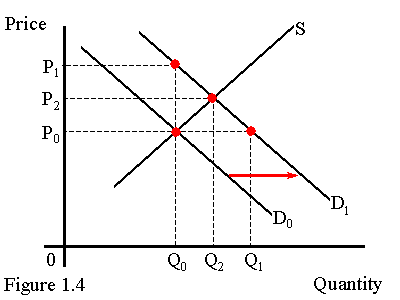 Price
S
P1
P2
P0
D1
D0
0
Q0 Q2 Q1
Figure 1.4
Quantity